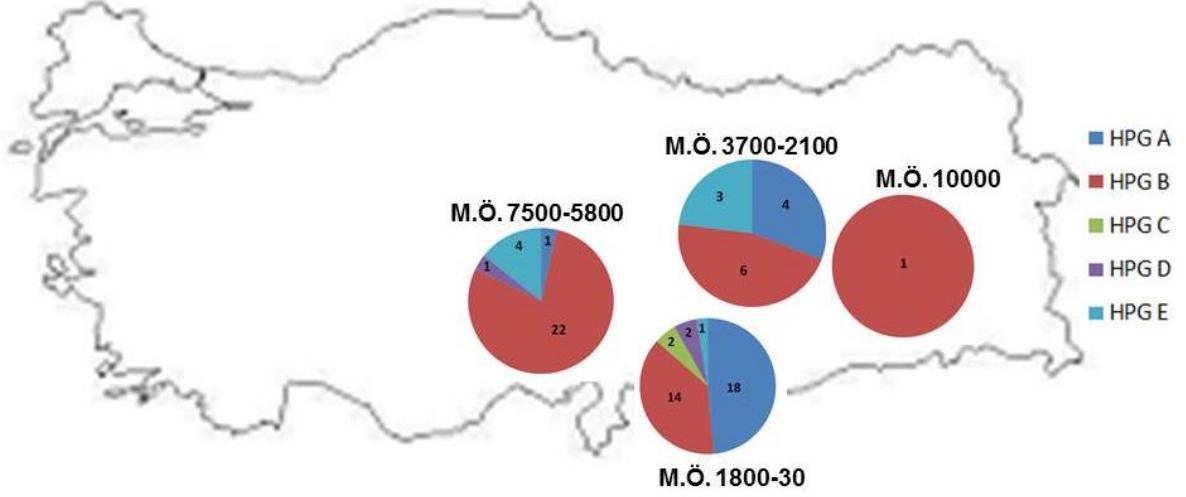 M.Ö. 3700-2100
3
4
6
M.Ö. 10000
1
M.Ö. 7500-5800
4
1
1
22
2
2
1
14
18
M.Ö. 1800-30
HPG A
HPG B
HPG C
HPG D
HPG E